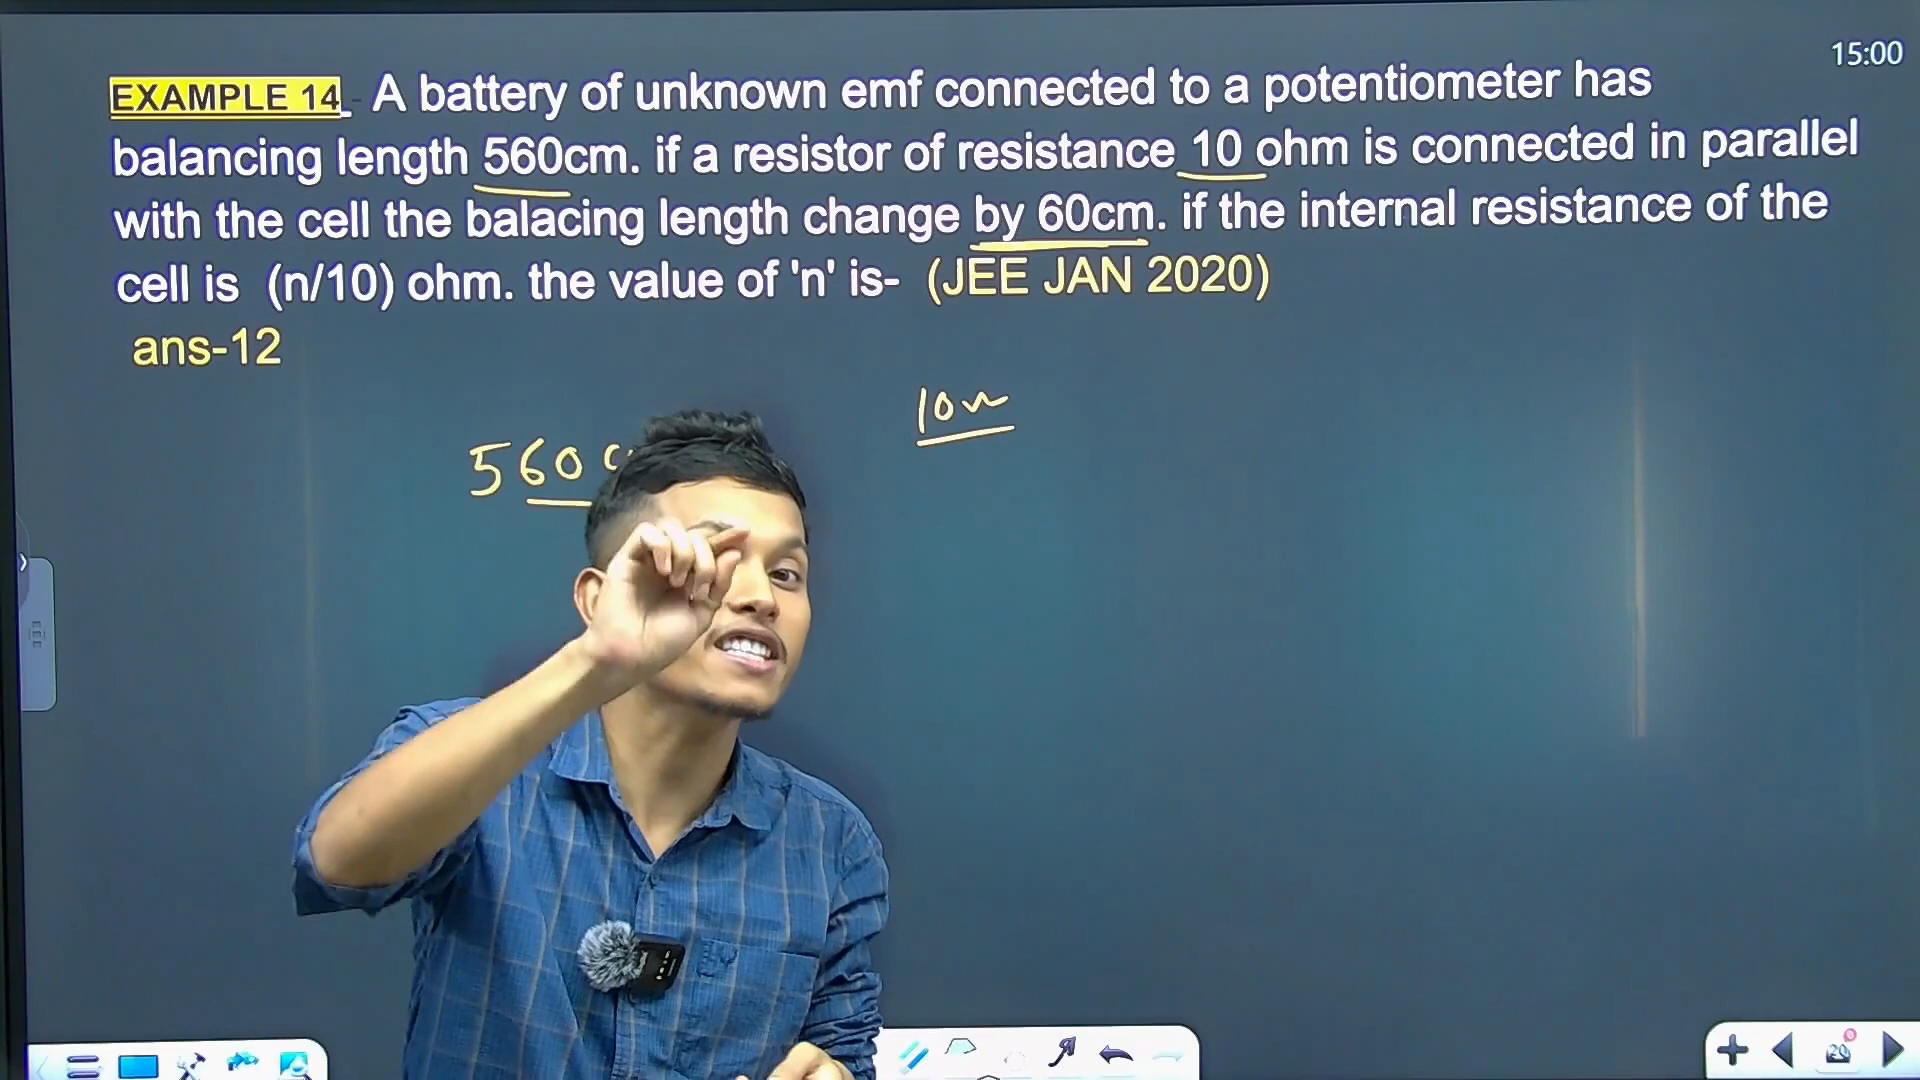 15:00
EXAMPLE 14 - A battery of unknown emf connected to a potentiometer has
balancing length 560cm. if a resistor of resistance 10 ohm is connected in parallel
with the cell the balacing length change by 60cm. if the internal resistance of the
cell is (n/10) ohm. the value of 'n' is- (JEE JAN 2020)
ans-12
10
560 c
20